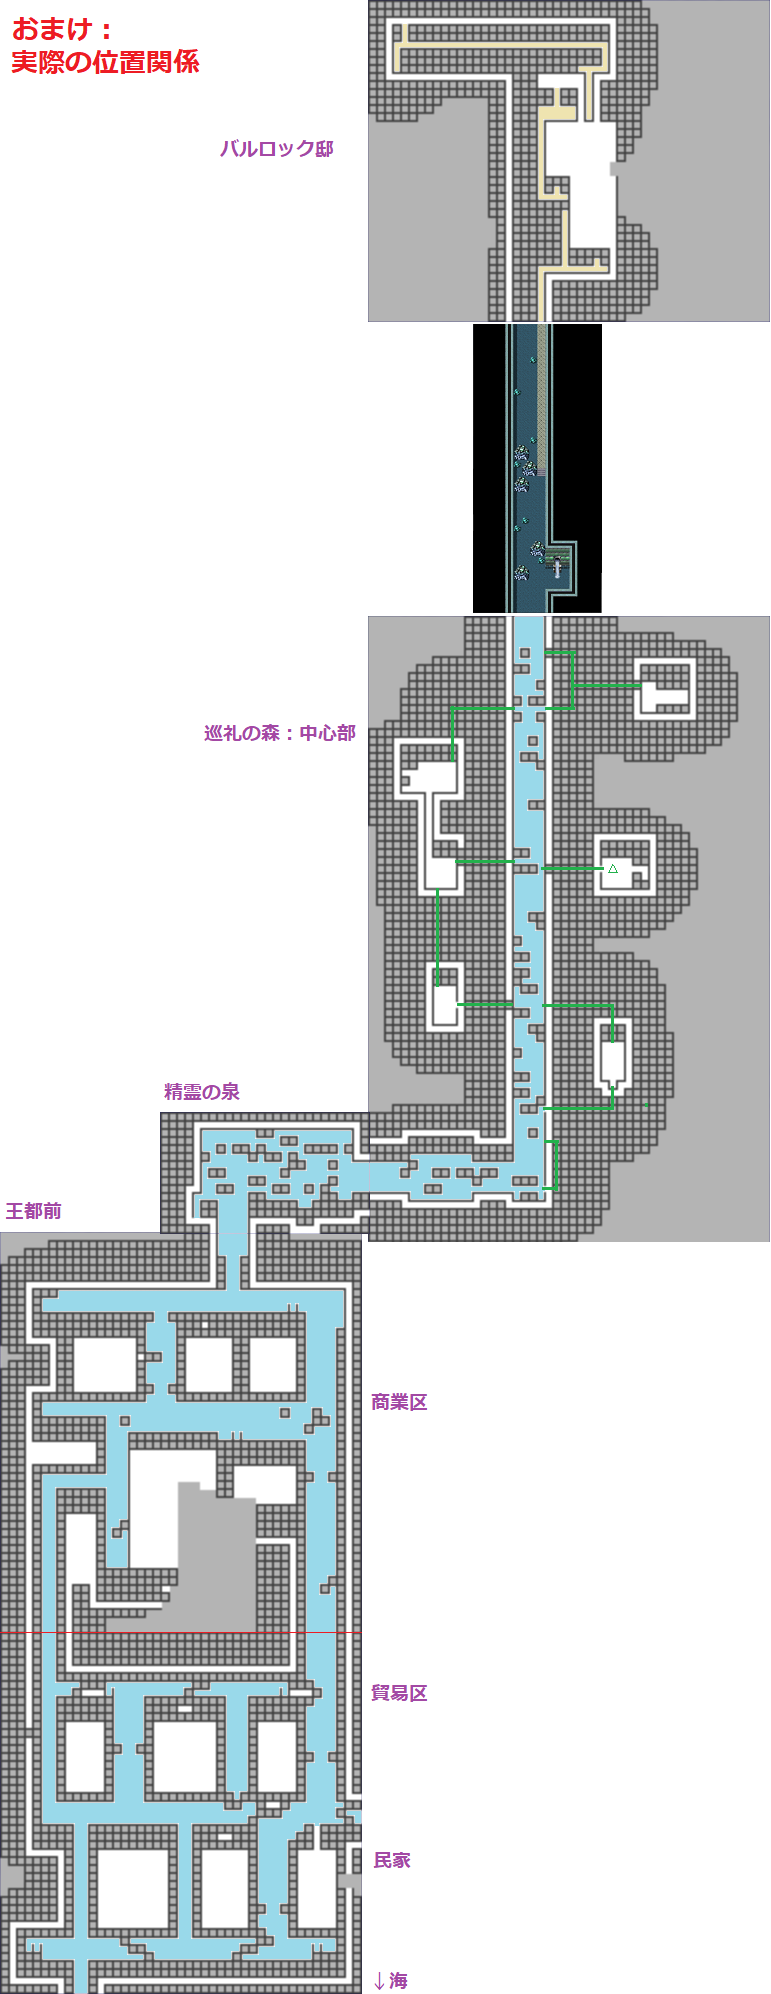 おまけ：
実際の位置関係
バルロック邸
巡礼の森：中心部
精霊の泉
王都前
商業区
貿易区
民家
↓海